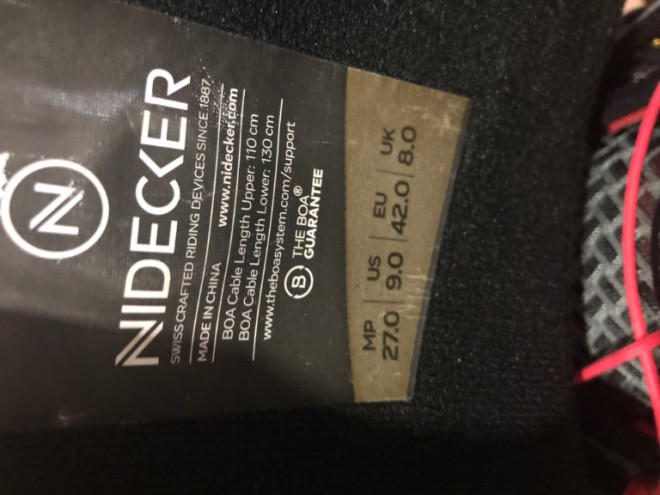 N
NIDECKER
SWISS CRAFTED RIDING DEVICES SINCE 1887
MADE IN CHINA www.nidecker.com
BOA Cable Length Upper: 110 cm
BOA Cable Length Lower: 130 cm
www.theboasystem.com/support
B THE BOA®
GUARANTEE
MP US EU UK
27.0 9.0 42.0 8.0